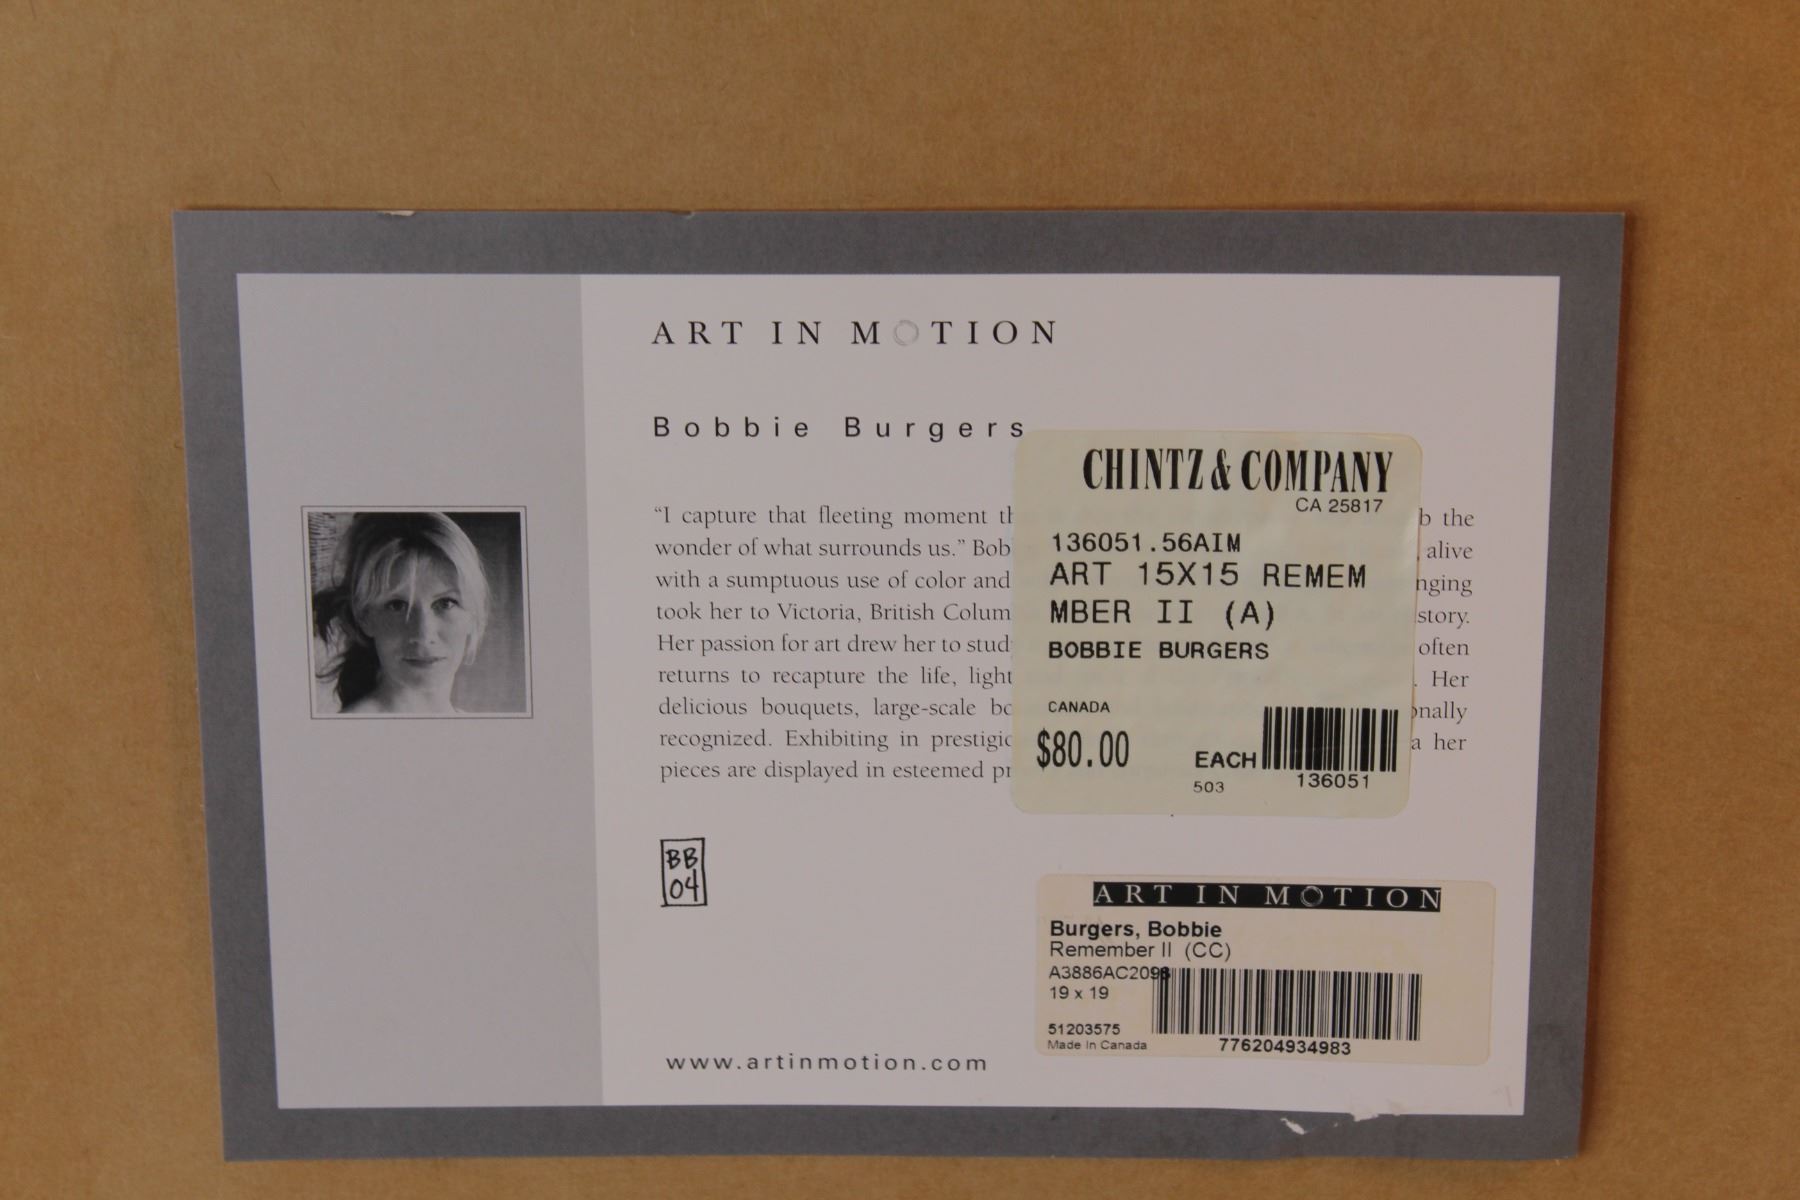 ART IN MOTION
Bobbie Burgers
“I capture that fleeting moment b the
wonder of what surrounds us.” Bob alive
with a sumptuous use of color and nging
took her to Victoria, British Colum story.
Her passion for art drew her to stud often
returns to recapture the life, light . Her
delicious bouquets, large-scale bo onally
recognized. Exhibiting in prestigio a her
pieces are displayed in esteemed pr
BB
04
www.artinmotion.com
CHINTZ & COMPANY
CA 25817
136051.56AIM
ART 15X15 REMEM
MBER II (A)
BOBBIE BURGERS
CANADA
$80.00 EACH
503 136051
ART IN MOTION
Burgers, Bobbie
Remember II (CC)
A3886AC2098
19 x 19
51203575
Made In Canada 776204934983